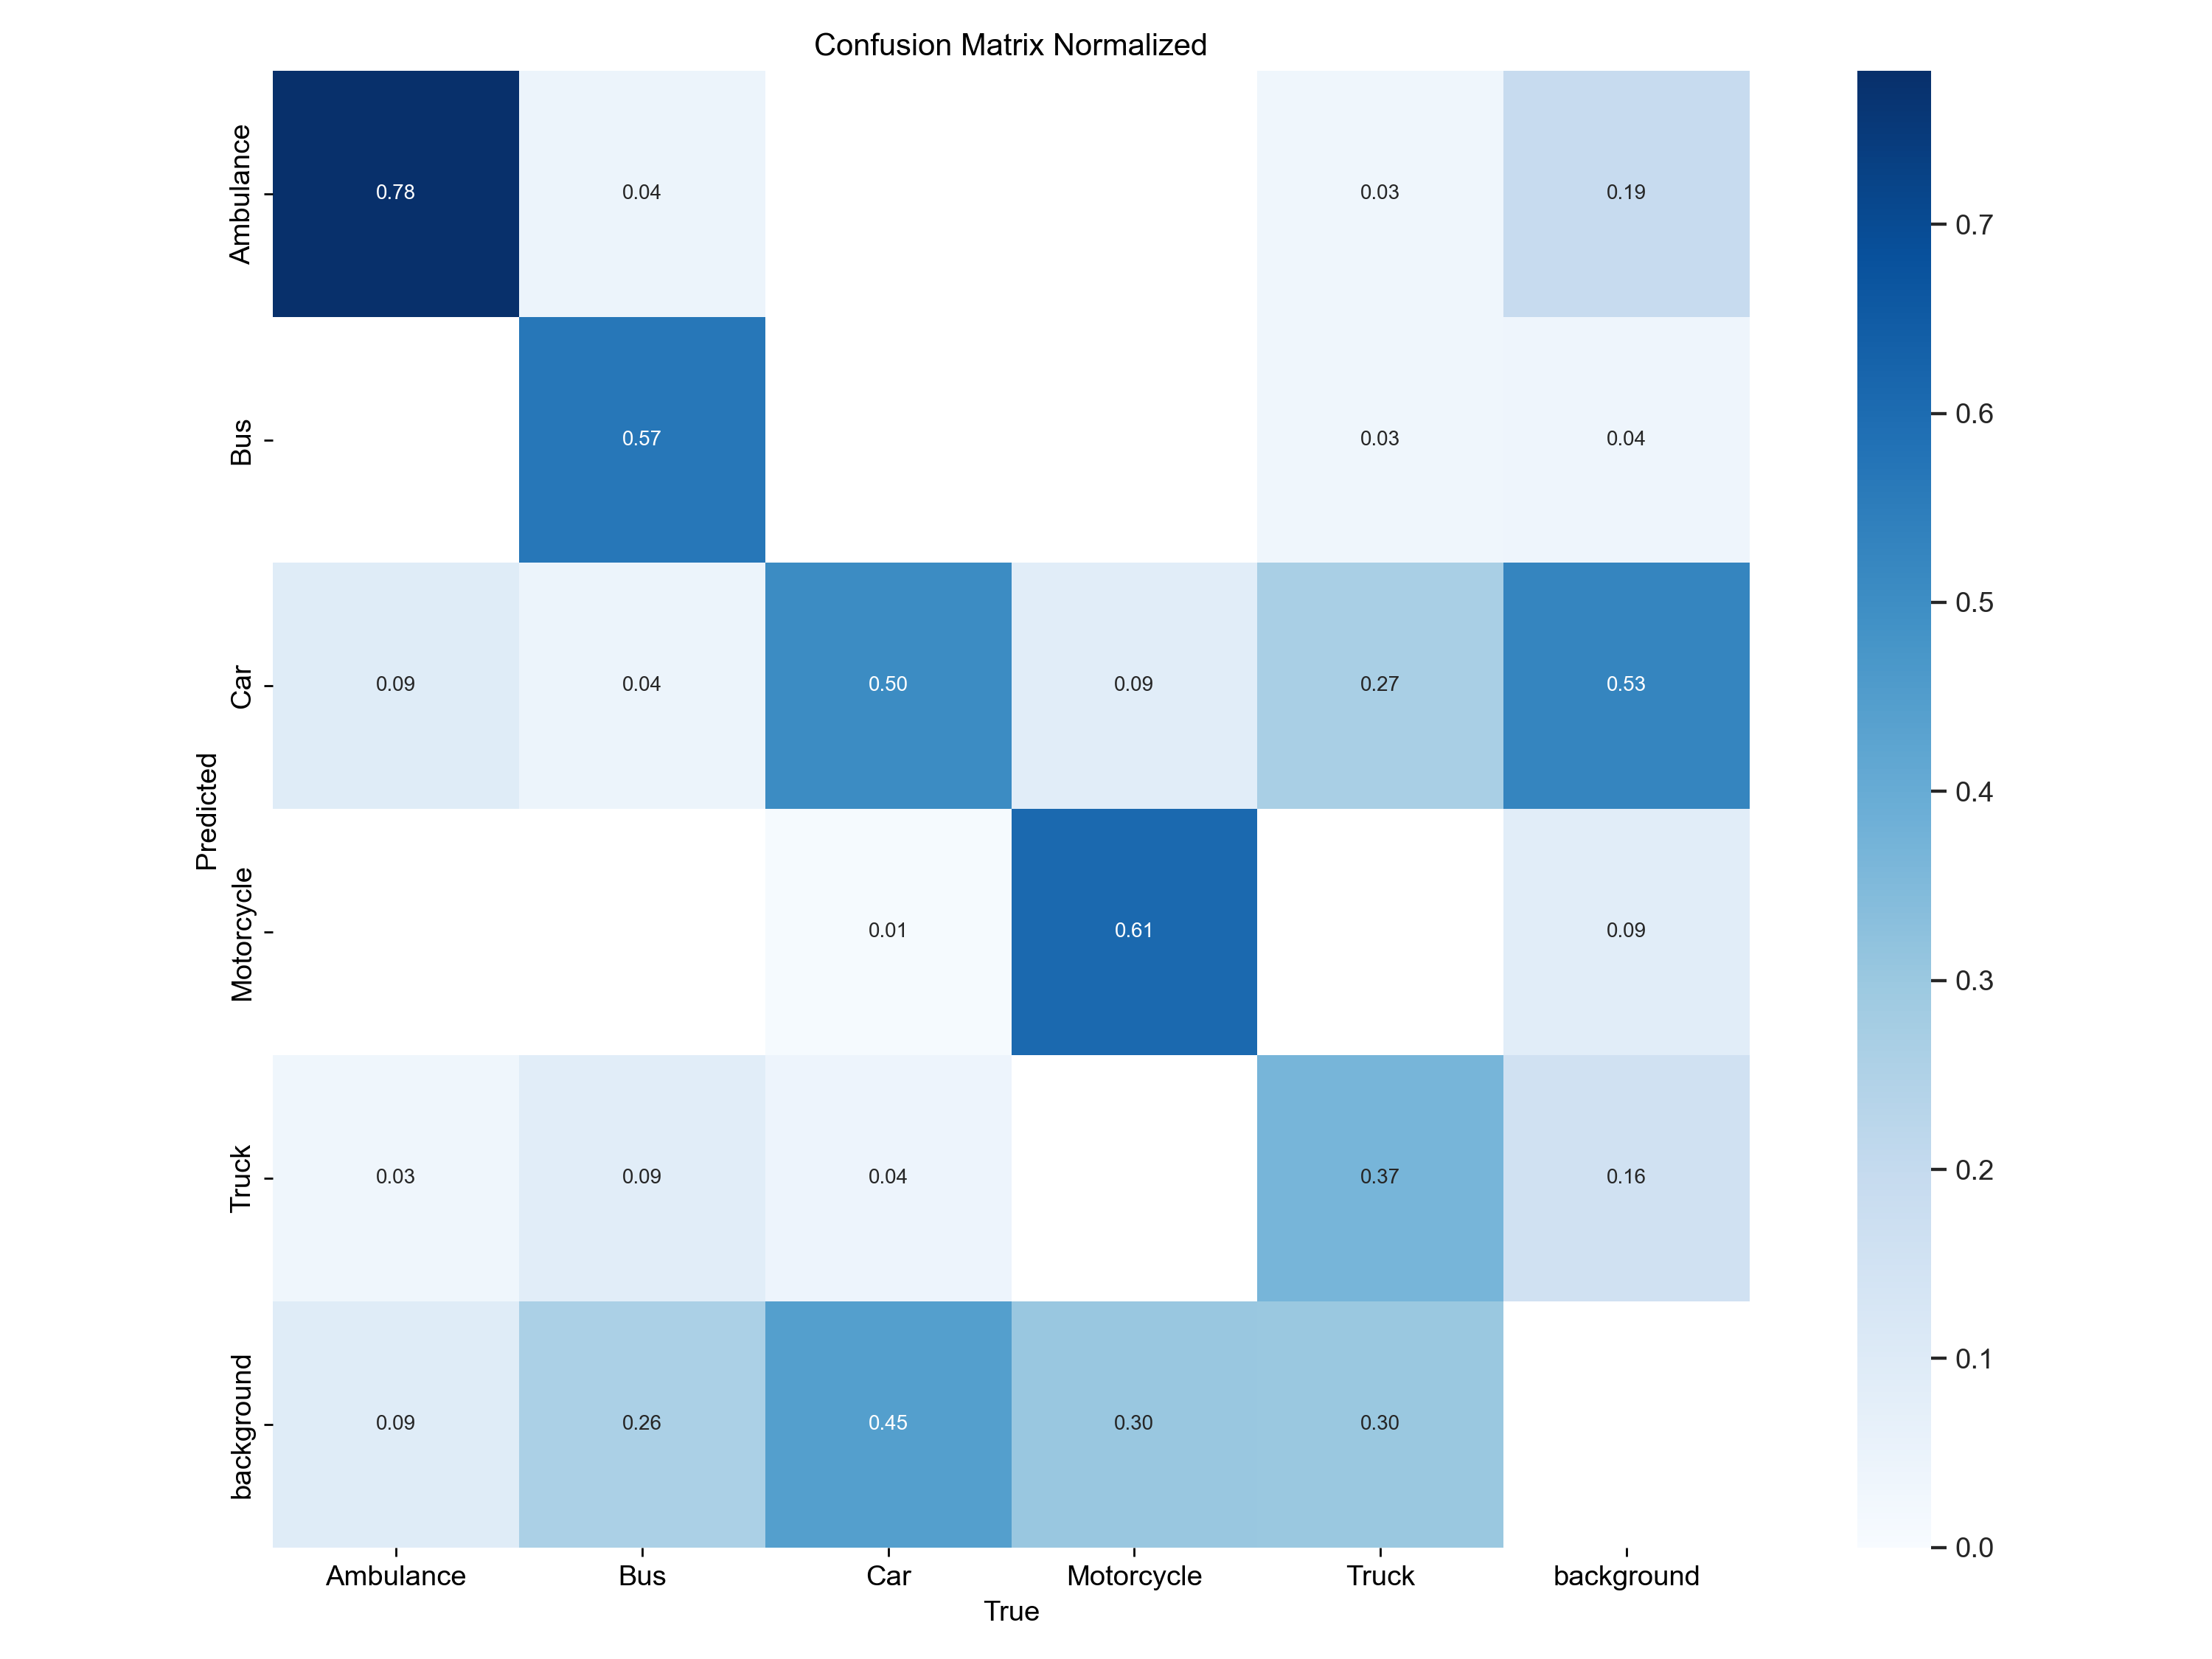 Confusion Matrix Normalized
Ambulance
0.78
0.04
0.03
0.19
0.7
Bus
0.57
0.03
0.04
0.6
Car
0.09
0.04
0.50
0.09
0.27
0.53
0.5
Predicted
0.4
Motorcycle
0.01
0.61
0.09
0.3
Truck
0.03
0.09
0.04
0.37
0.16
0.2
background
0.09
0.26
0.45
0.30
0.30
0.1
0.0
Ambulance
Bus
Car
Motorcycle
Truck
background
True